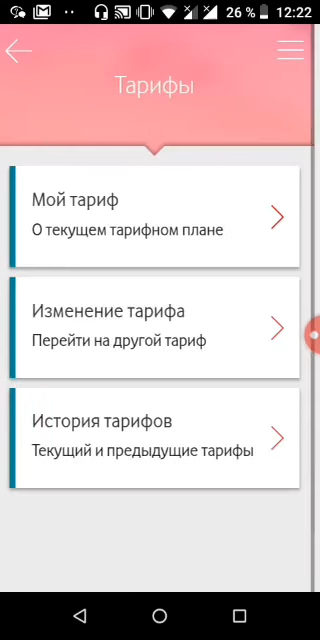 26 % 12:22
Тарифы
Мой тариф
О текущем тарифном плане
Изменение тарифа
Перейти на другой тариф
История тарифов
Текущий и предыдущие тарифы